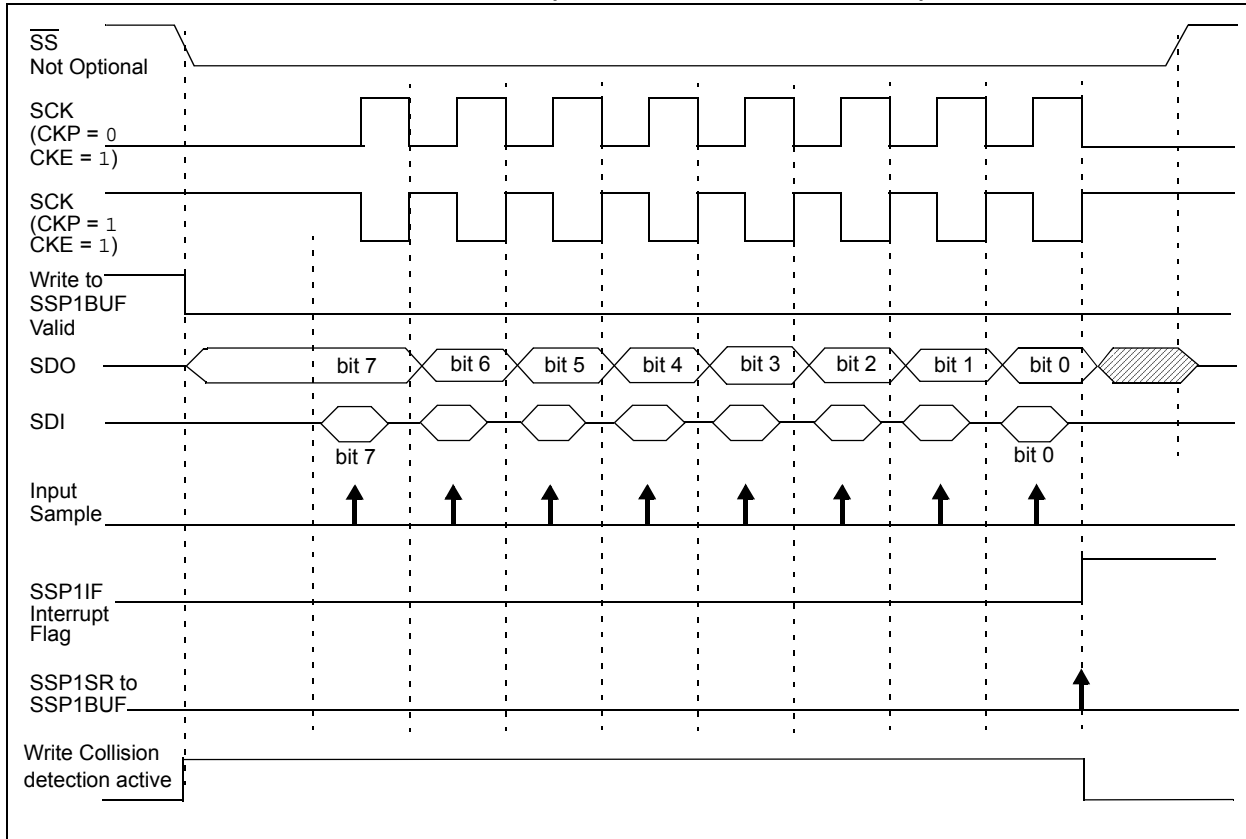 SS
Not Optional
SCK
(CKP = 0
CKE = 1)
SCK
(CKP = 1
CKE = 1)
Write to
SSP1BUF
Valid
SDO
bit 7
bit 6
bit 5
bit 4
bit 3
bit 2
bit 1
bit 0
SDI
bit 7
bit 0
Input
Sample
SSP1IF
Interrupt
Flag
SSP1SR to
SSP1BUF
Write Collision
detection active